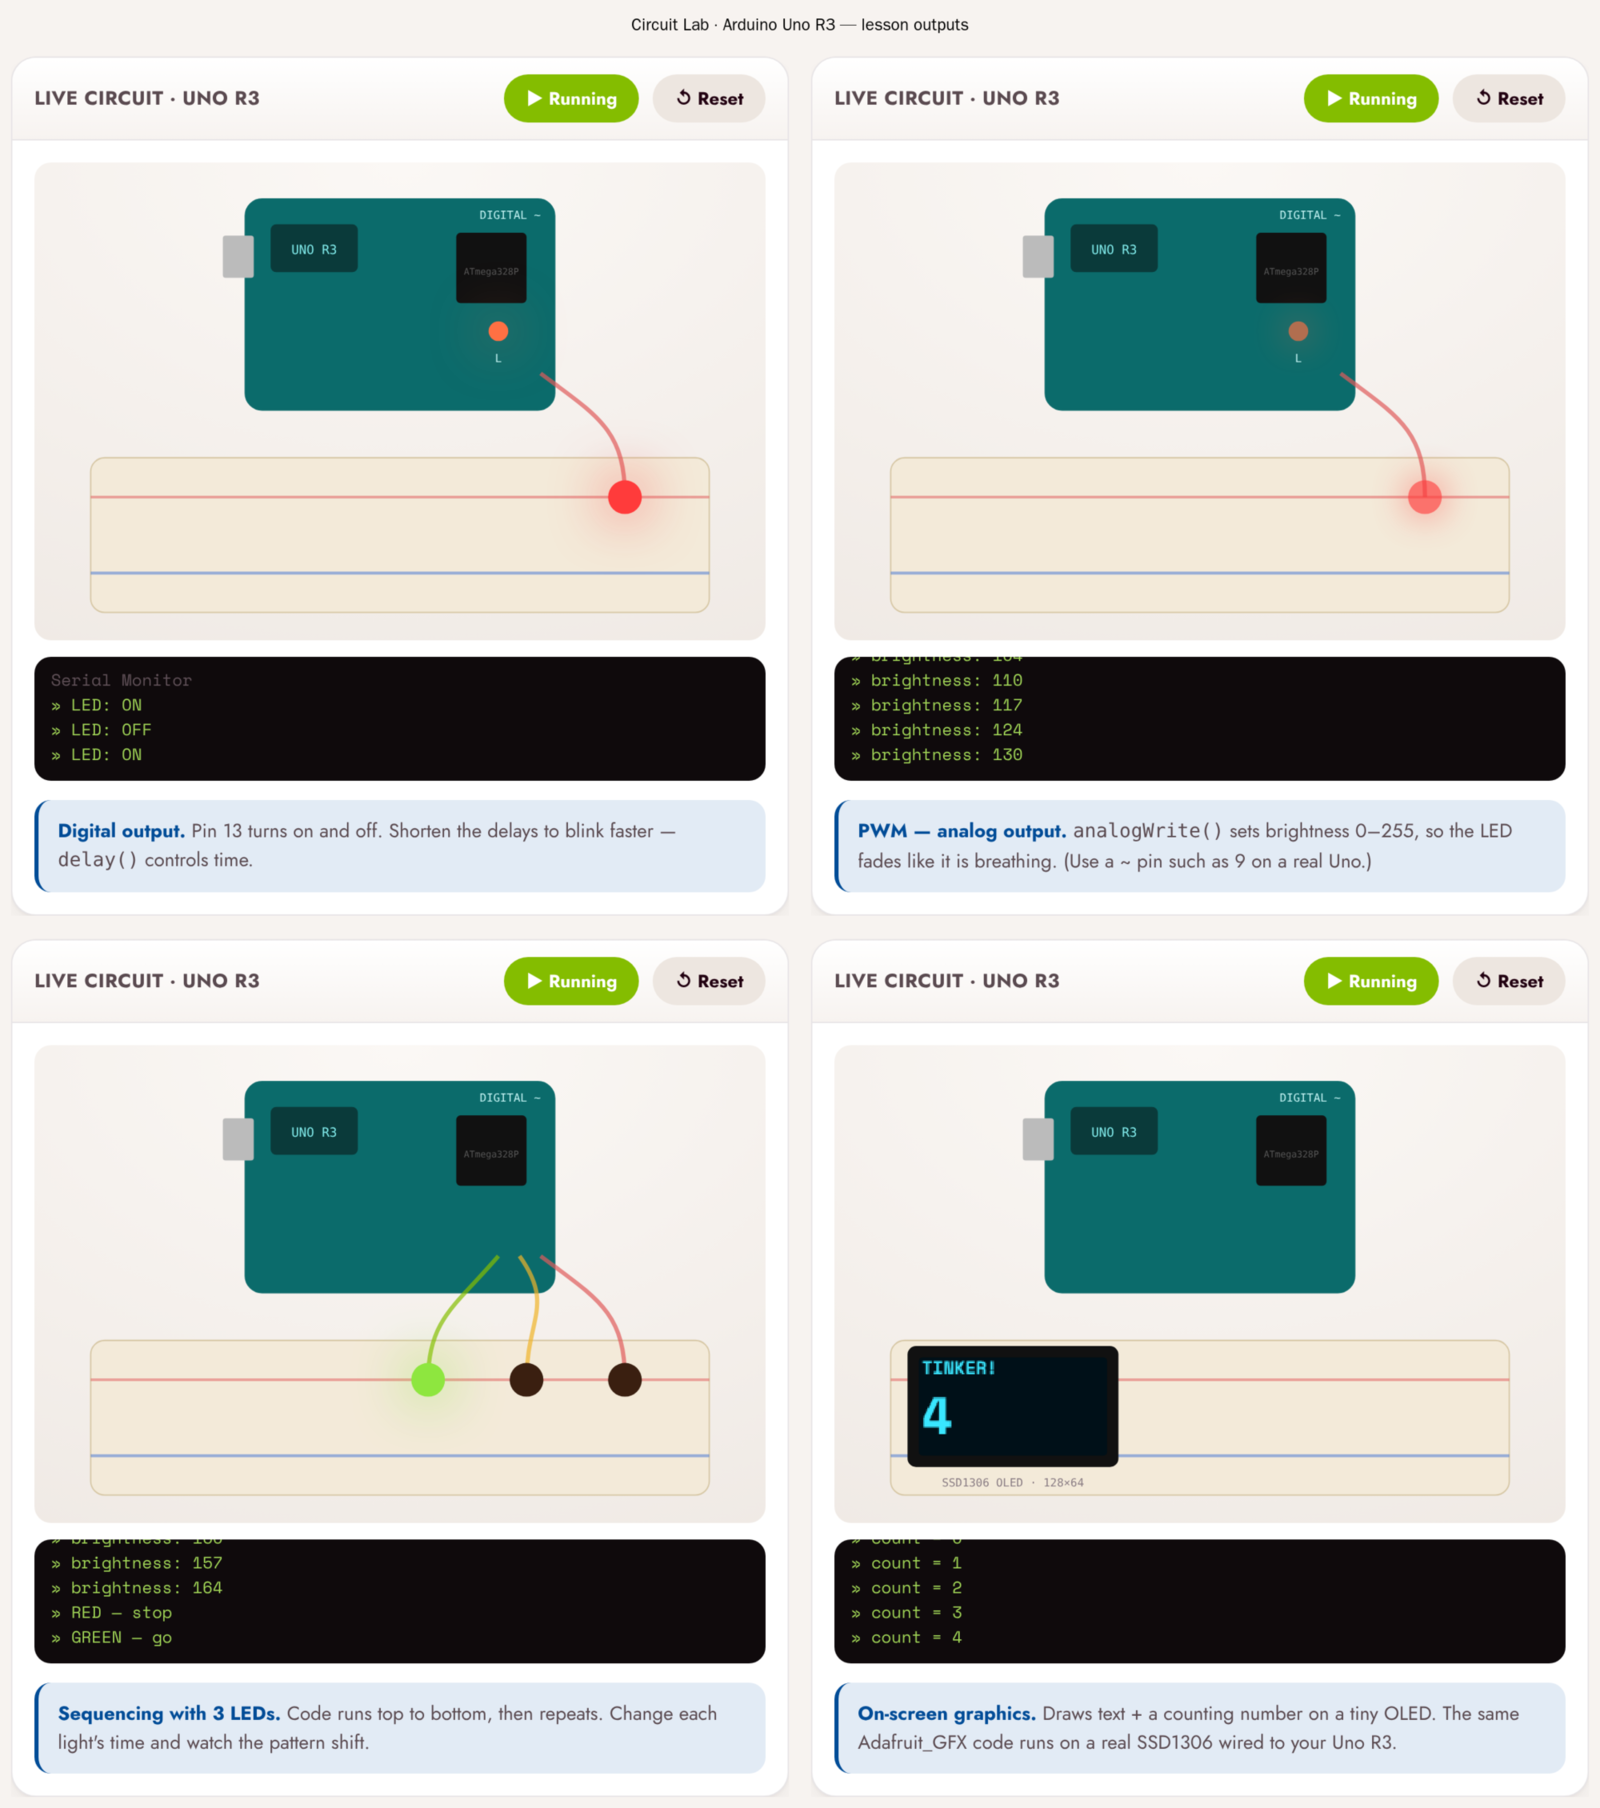 Circuit Lab · Arduino Uno R3 — lesson outputs
LIVE CIRCUIT · UNO R3
▶ Running
↺ Reset
DIGITAL ~
UNO R3
ATmega328P
L
Serial Monitor
» LED: ON
» LED: OFF
» LED: ON
Digital output. Pin 13 turns on and off. Shorten the delays to blink faster —
delay() controls time.
LIVE CIRCUIT · UNO R3
▶ Running
↺ Reset
DIGITAL ~
UNO R3
ATmega328P
L
» brightness: 104
» brightness: 110
» brightness: 117
» brightness: 124
» brightness: 130
PWM — analog output. analogWrite() sets brightness 0–255, so the LED
fades like it is breathing. (Use a ~ pin such as 9 on a real Uno.)
LIVE CIRCUIT · UNO R3
▶ Running
↺ Reset
DIGITAL ~
UNO R3
ATmega328P
» brightness:
» brightness: 157
» brightness: 164
» RED — stop
» GREEN — go
Sequencing with 3 LEDs. Code runs top to bottom, then repeats. Change each
light's time and watch the pattern shift.
LIVE CIRCUIT · UNO R3
▶ Running
↺ Reset
DIGITAL ~
UNO R3
ATmega328P
TINKER!
4
SSD1306 OLED · 128×64
» count = 0
» count = 1
» count = 2
» count = 3
» count = 4
On-screen graphics. Draws text + a counting number on a tiny OLED. The same
Adafruit_GFX code runs on a real SSD1306 wired to your Uno R3.